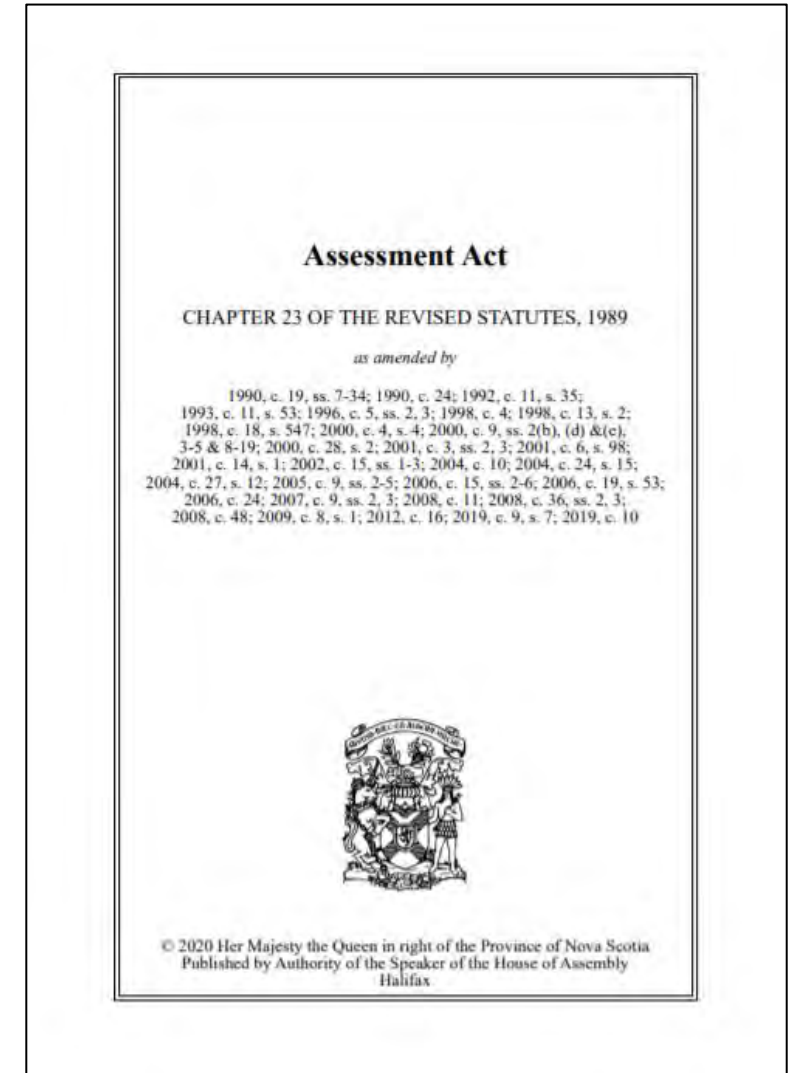 Assessment Act
CHAPTER 23 OF THE REVISED STATUTES, 1989
as amended by
1990, c. 19, ss. 7-34; 1990, c. 24; 1992, c. 11, s. 35;
1993, c. 11, s. 53; 1996, c. 5, ss. 2, 3; 1998, c. 4; 1998, c. 13, s. 2;
1998, c. 18, s. 547; 2000, c. 4, s. 4; 2000, c. 9, ss. 2(b), (d) &(e),
3-5 & 8-19; 2000, c. 28, s. 2; 2001, c. 3, ss. 2, 3; 2001, c. 6, s. 98;
2001, c. 14, s. 1; 2002, c. 15, ss. 1-3; 2004, c. 10; 2004, c. 24, s. 15;
2004, c. 27, s. 12; 2005, c. 9, ss. 2-5; 2006, c. 15, ss. 2-6; 2006, c. 19, s. 53;
2006, c. 24; 2007, c. 9, ss. 2, 3; 2008, c. 11; 2008, c. 36, ss. 2, 3;
2008, c. 48; 2009, c. 8, s. 1; 2012, c. 16; 2019, c. 9, s. 7; 2019, c. 10
© 2020 Her Majesty the Queen in right of the Province of Nova Scotia
Published by Authority of the Speaker of the House of Assembly
Halifax